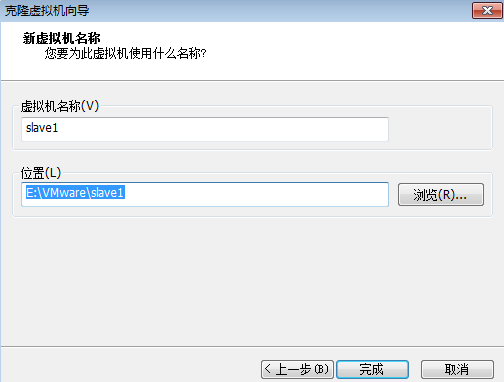 克隆虚拟机向导
新虚拟机名称
您要为此虚拟机使用什么名称?
虚拟机名称(V)
slave1
位置(L)
E:\VMware\slave1
浏览(R)...
< 上一步(B)
完成
取消